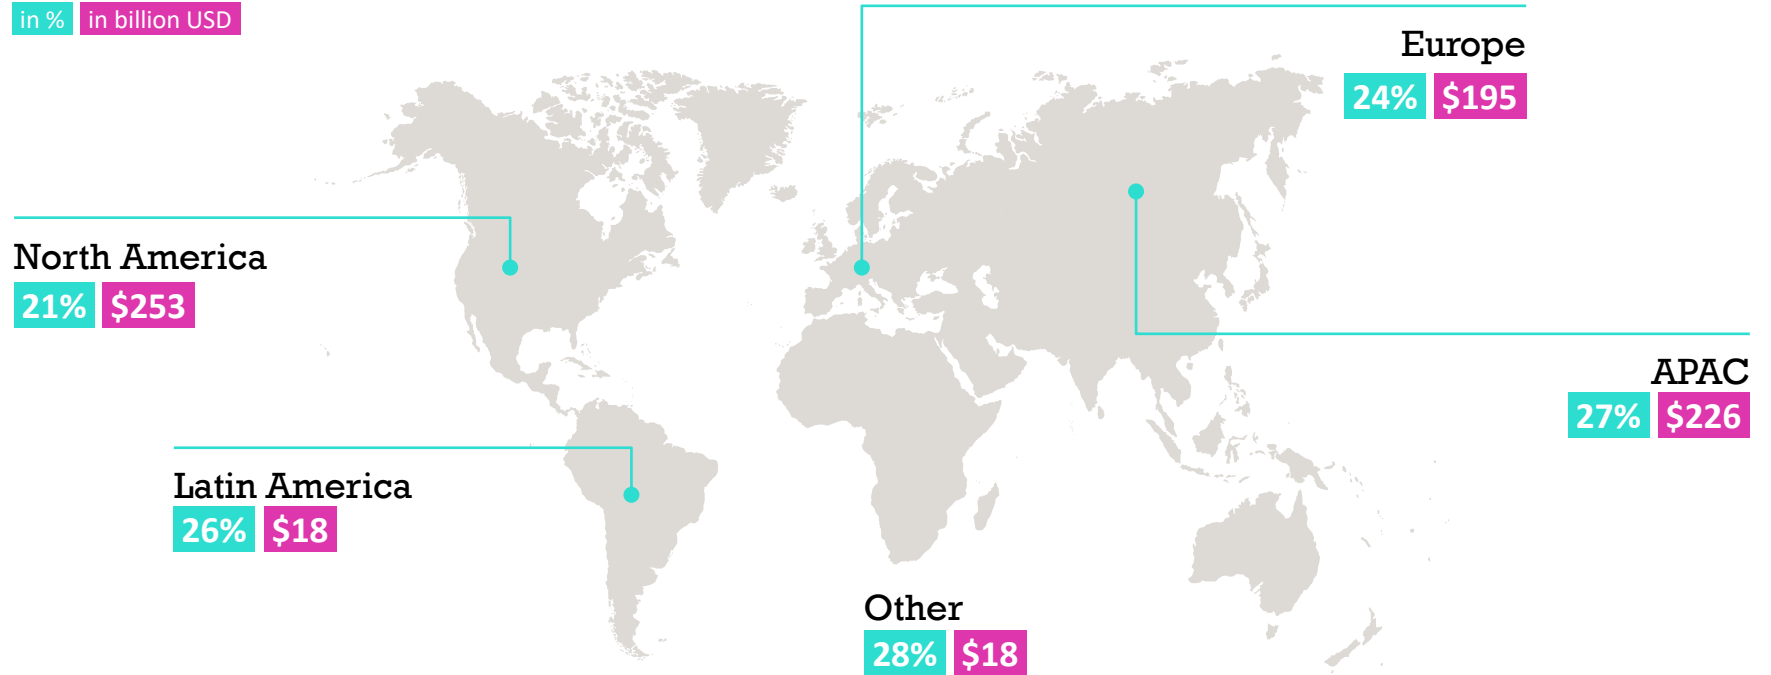 in % in billion USD
Europe
24% $195
North America
21% $253
APAC
27% $226
Latin America
26% $18
Other
28% $18